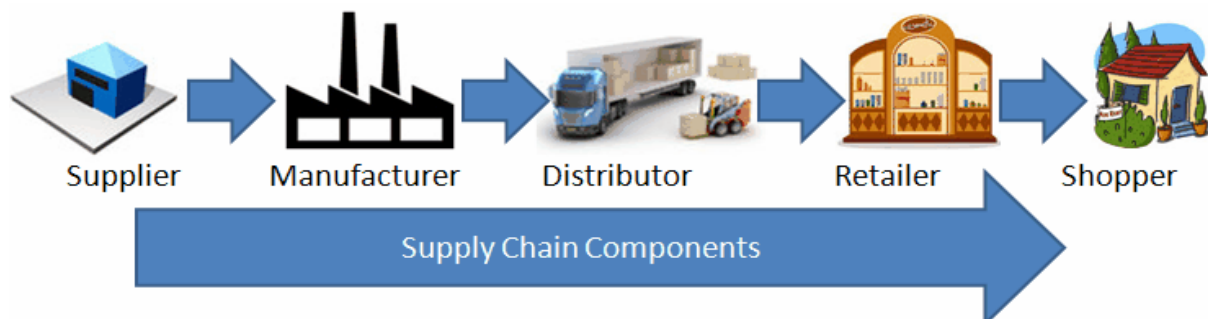 Supplier
Manufacturer
Distributor
Retailer
Shopper
Supply Chain Components